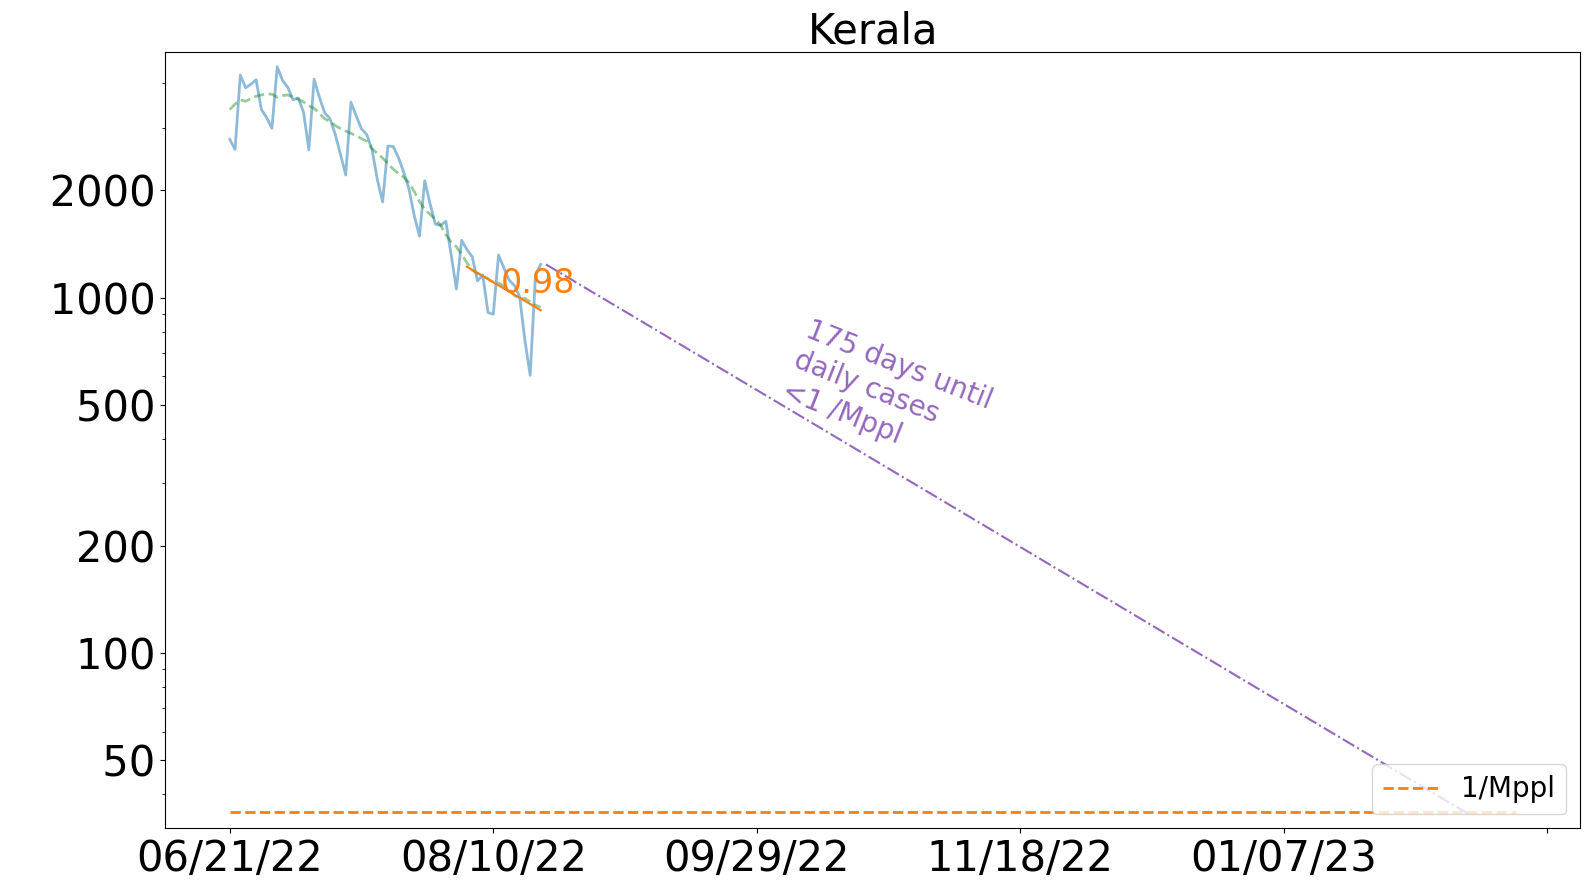 Kerala
2000
1000
500
200
100
50
0.98
175 days until
daily cases
<1 /Mppl
1/Mppl
06/21/22
08/10/22
09/29/22
11/18/22
01/07/23